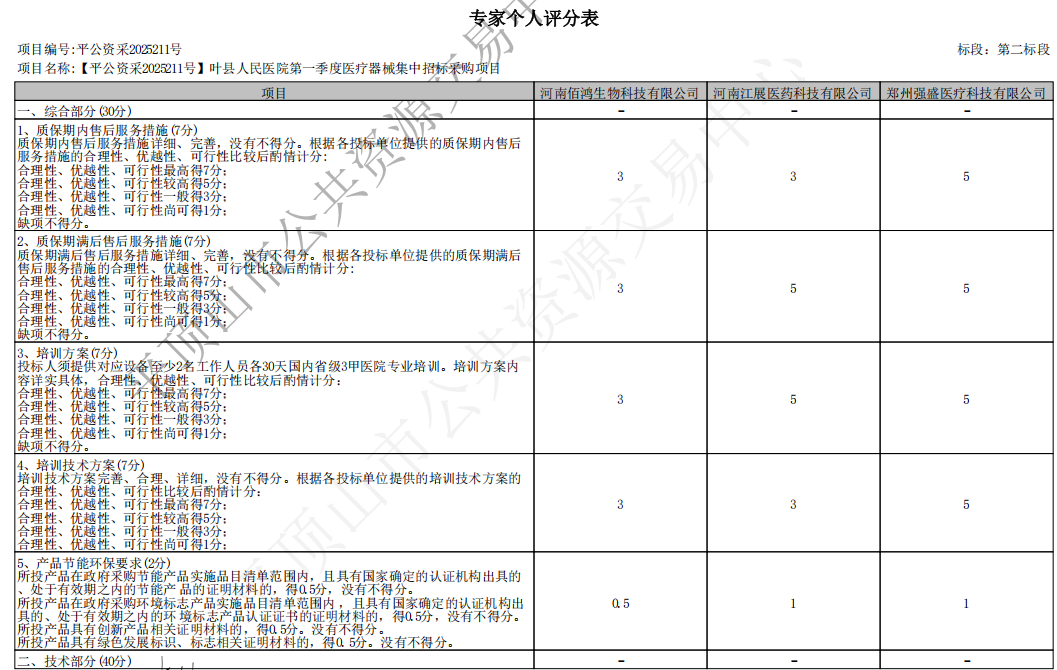 专家个人评分表
项目编号:平公资采2025211号
标段: 第二标段
项目名称:【平公资采2025211号】叶县人民医院第一季度医疗器械集中招标采购项目
项目 河南佰鸿生物科技有限公司 河南江展医药科技有限公司 郑州强盛医疗科技有限公司
一、综合部分(30分) - - -
1、质保期内售后服务措施(7分)
质保期内售后服务措施详细、完善，没有不得分。根据各投标单位提供的质保期内售后
服务措施的合理性、优越性、可行性比较后酌情计分:
合理性、优越性、可行性最高得7分;
合理性、优越性、可行性较高得5分;
合理性、优越性、可行性一般得3分;
合理性、优越性、可行性尚可得1分;
缺项不得分。
3 3 5
2、质保期满后售后服务措施(7分)
质保期满后售后服务措施详细、完善，没有不得分。根据各投标单位提供的质保期满后
售后服务措施的合理性、优越性、可行性比较后酌情计分:
合理性、优越性、可行性最高得7分;
合理性、优越性、可行性较高得5分;
合理性、优越性、可行性一般得3分;
合理性、优越性、可行性尚可得1分;
缺项不得分。
3 5 5
3、培训方案(7分)
投标人须提供对应设备至少2名工作人员各30天国内省级3甲医院专业培训。培训方案内
容详实具体，合理性、优越性、可行性比较后酌情计分:
合理性、优越性、可行性最高得7分;
合理性、优越性、可行性较高得5分;
合理性、优越性、可行性一般得3分;
合理性、优越性、可行性尚可得1分;
缺项不得分。
3 5 5
4、培训技术方案(7分)
培训技术方案完善、合理、详细，没有不得分。根据各投标单位提供的培训技术方案的
合理性、优越性、可行性比较后酌情计分:
合理性、优越性、可行性最高得7分;
合理性、优越性、可行性较高得5分;
合理性、优越性、可行性一般得3分;
合理性、优越性、可行性尚可得1分;
3 3 5
5、产品节能环保要求(2分)
所投产品在政府采购节能产品实施品目清单范围内，且具有国家确定的认证机构出具的
、处于有效期之内的节能产品的证明材料的，得0.5分，没有不得分。
所投产品在政府采购环境标志产品实施品目清单范围内，且具有国家确定的认证机构出
具的、处于有效期之内的环境标志产品认证证书的证明材料的，得0.5分，没有不得分。
所投产品具有创新产品相关证明材料的，得0.5分。没有不得分。
所投产品具有绿色发展标识、标志相关证明材料的，得0.5分。没有不得分。
0.5 1 1
二、技术部分(40分) - - -
平顶山市公共资源交易中心
平顶山市公共资源交易中心